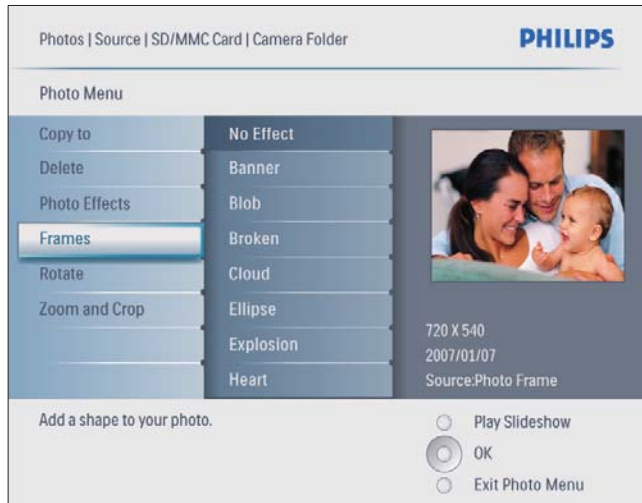 Photos | Source | SD/MMC Card | Camera Folder
PHILIPS
Photo Menu
Copy to
Delete
Photo Effects
Frames
Rotate
Zoom and Crop
No Effect
Banner
Blob
Broken
Cloud
Ellipse
Explosion
Heart
720 X 540
2007/01/07
Source:Photo Frame
Add a shape to your photo.
Play Slideshow
OK
Exit Photo Menu